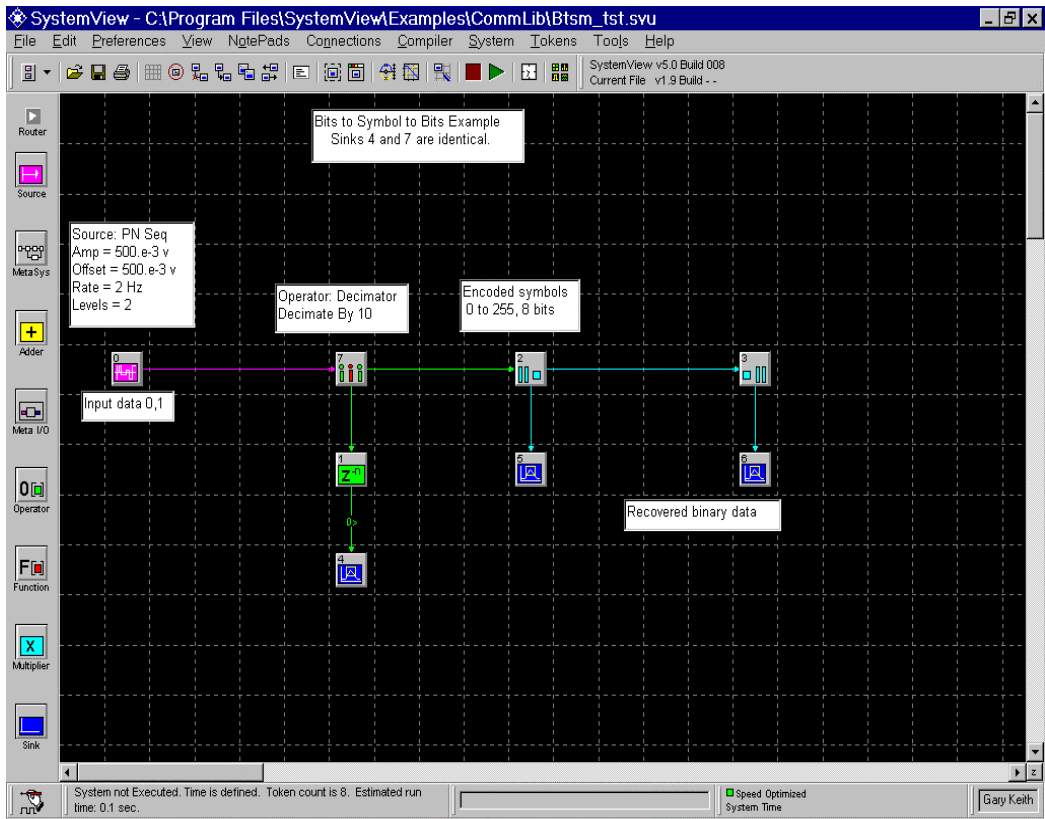 SystemView - C:\Program Files\SystemView\Examples\CommLib\Btsm_tst.svu
File Edit Preferences View NotePads Connections Compiler System Tokens Tools Help
SystemView v5.0 Build 008
Current File v1.9 Build - -
Router
Source
MetaSys
Adder
Meta I/O
Operator
Function
Multiplier
Sink
Bits to Symbol to Bits Example
Sinks 4 and 7 are identical.
Source: PN Seq
Amp = 500.e-3 v
Offset = 500.e-3 v
Rate = 2 Hz
Levels = 2
Operator: Decimator
Decimate By 10
Encoded symbols
0 to 255, 8 bits
0
7
2
3
Input data 0,1
1
Z-n
5
6
0>
Recovered binary data
4
0
F
X
z
System not Executed. Time is defined. Token count is 8. Estimated run
time: 0.1 sec.
Speed Optimized
System Time
Gary Keith